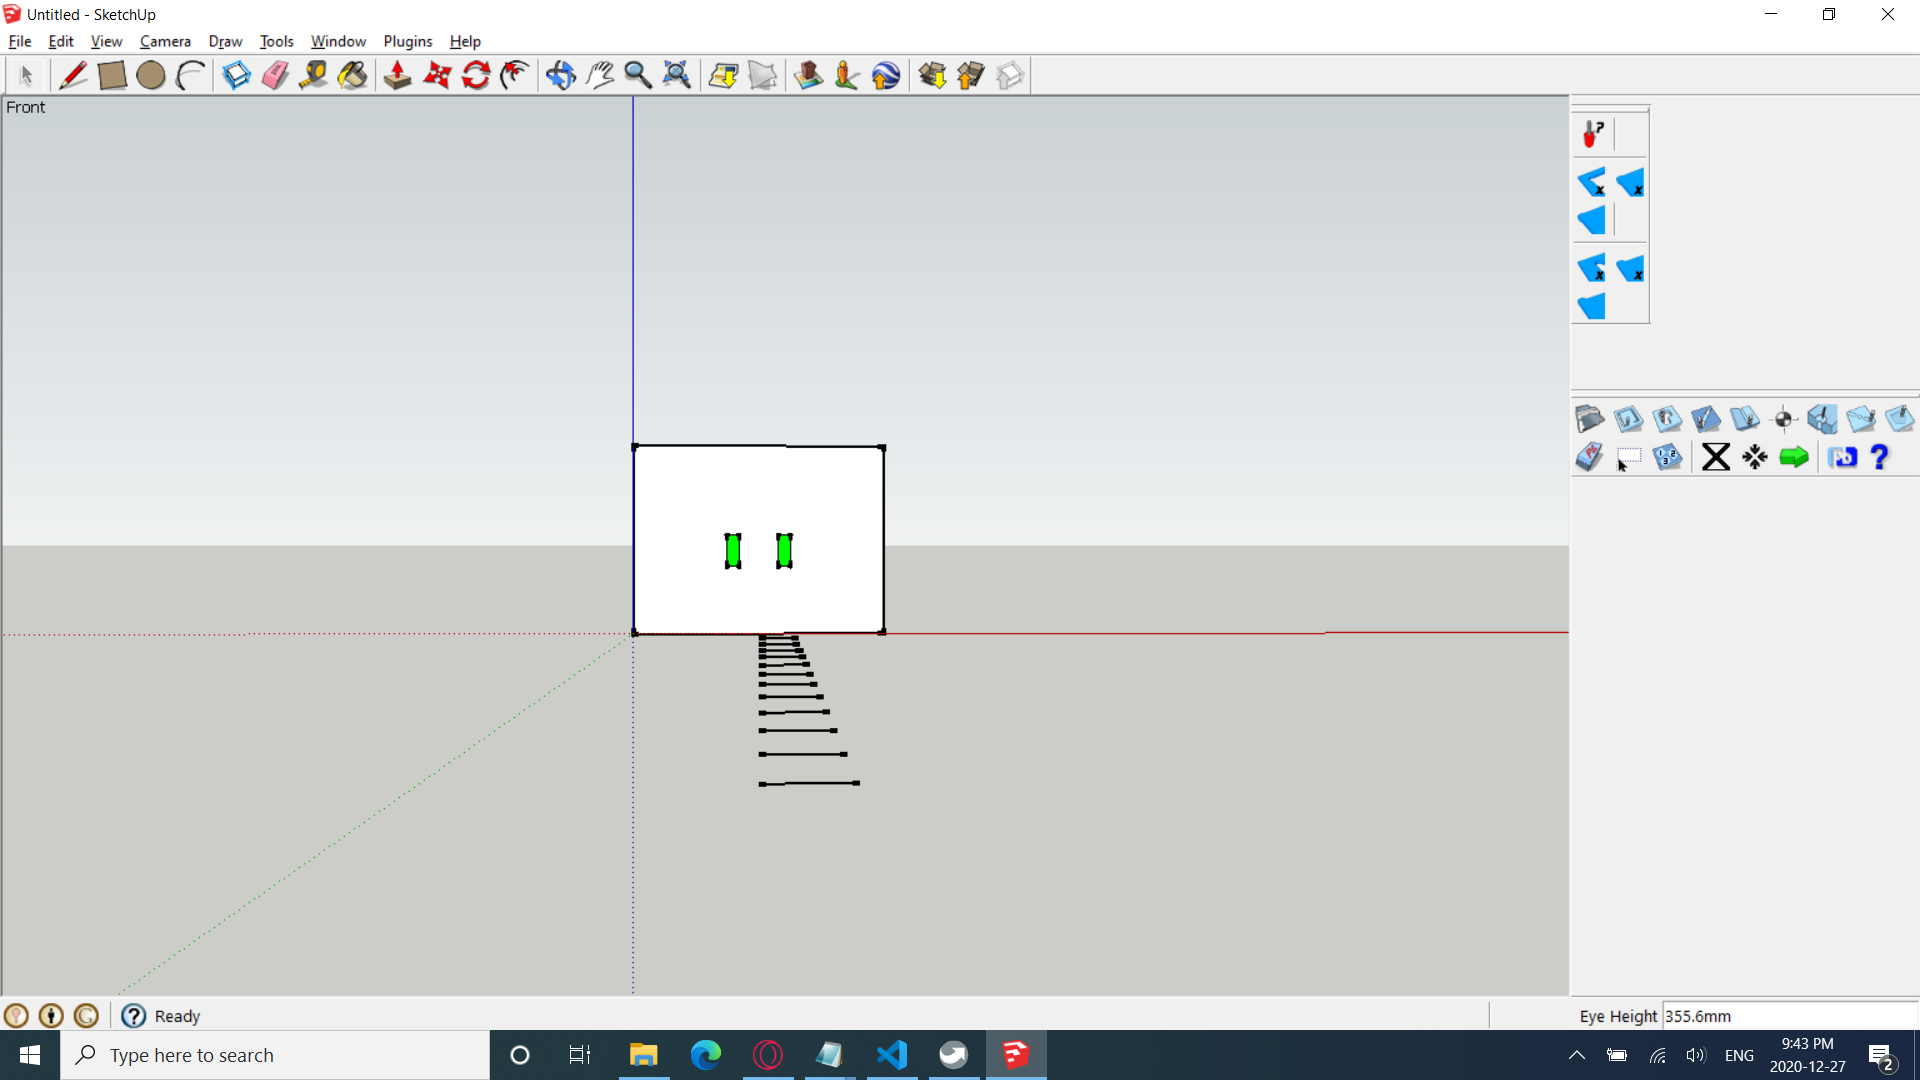 Untitled - SketchUp
File Edit View Camera Draw Tools Window Plugins Help
Front
Ready
Eye Height 355.6mm
Type here to search
ENG
9:43 PM
2020-12-27
2